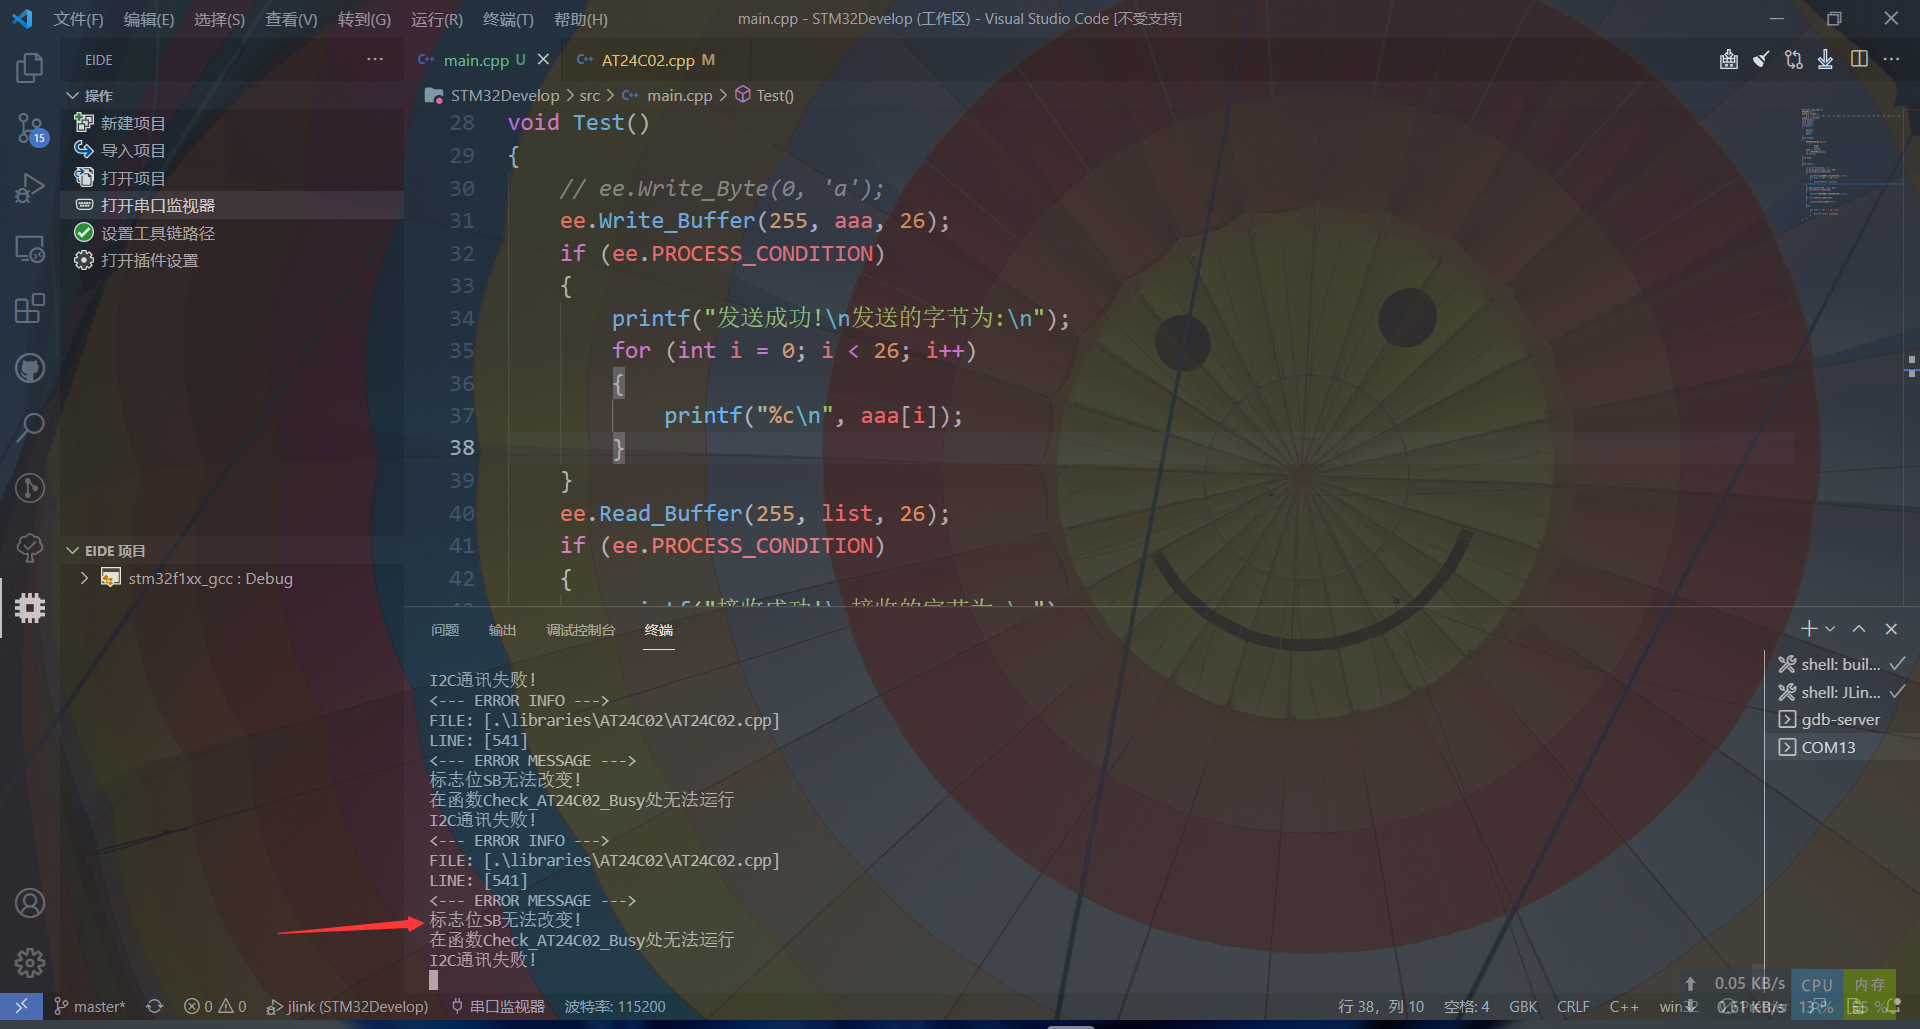 文件(F) 编辑(E) 选择(S) 查看(V) 转到(G) 运行(R) 终端(T) 帮助(H) main.cpp - STM32Develop (工作区) - Visual Studio Code [不受支持]
EIDE ··· main.cpp U AT24C02.cpp M
操作
STM32Develop > src > main.cpp > Test()
新建项目
导入项目
15
打开项目
打开串口监视器
设置工具链路径
打开插件设置
28 void Test()
29 {
30 // ee.Write_Byte(0, 'a');
31 ee.Write_Buffer(255, aaa, 26);
32 if (ee.PROCESS_CONDITION)
33 {
34 printf("发送成功!\n发送的字节为:\n");
35 for (int i = 0; i < 26; i++)
36 {
37 printf("%c\n", aaa[i]);
38 }
39 }
40 ee.Read_Buffer(255, list, 26);
41 if (ee.PROCESS_CONDITION)
42 {
EIDE 项目
stm32f1xx_gcc : Debug
问题 输出 调试控制台 终端
I2C通讯失败!
<--- ERROR INFO --->
FILE: [.\libraries\AT24C02\AT24C02.cpp]
LINE: [541]
<--- ERROR MESSAGE --->
标志位SB无法改变!
在函数Check_AT24C02_Busy处无法运行
I2C通讯失败!
<--- ERROR INFO --->
FILE: [.\libraries\AT24C02\AT24C02.cpp]
LINE: [541]
<--- ERROR MESSAGE --->
标志位SB无法改变!
在函数Check_AT24C02_Busy处无法运行
I2C通讯失败!
shell: buil...
shell: JLin...
gdb-server
COM13
0.05 KB/s CPU 内存
master* 0 0 jlink (STM32Develop) 串口监视器 波特率: 115200 行 38, 列 10 空格: 4 GBK CRLF C++ win32